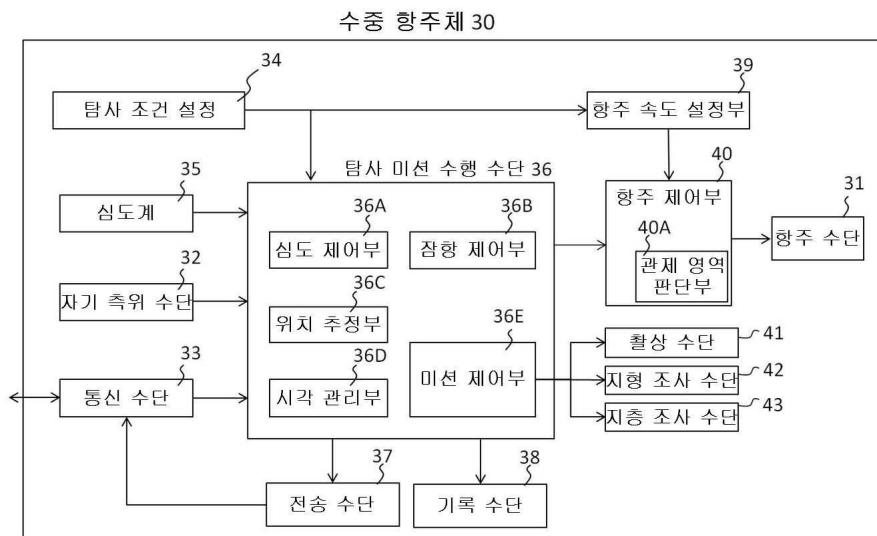 수중 항주체 30
34
탐사 조건 설정
39
항주 속도 설정부
탐사 미션 수행 수단 36
35
심도계
36A
심도 제어부
36B
잠항 제어부
40
항주 제어부
40A
관제 영역
판단부
31
항주 수단
32
자기 측위 수단
36C
위치 추정부
36E
미션 제어부
41
촬상 수단
33
통신 수단
36D
시각 관리부
지형 조사 수단
42
지층 조사 수단
43
37
전송 수단
38
기록 수단